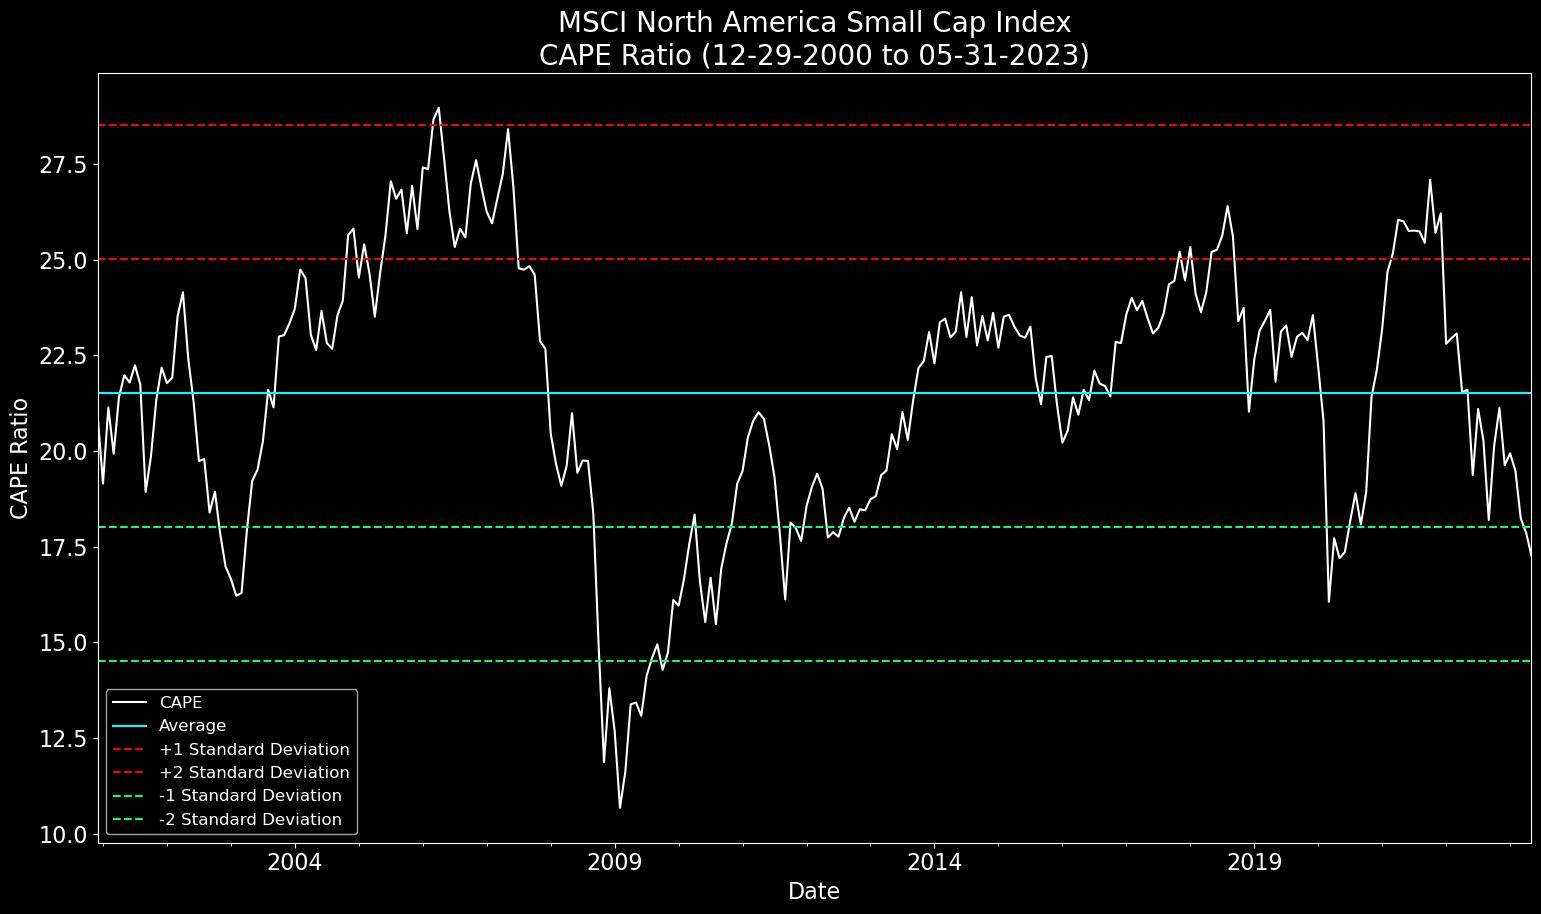 MSCI North America Small Cap Index
CAPE Ratio (12-29-2000 to 05-31-2023)
CAPE Ratio
27.5
25.0
22.5
20.0
17.5
15.0
12.5
10.0
CAPE
Average
+1 Standard Deviation
+2 Standard Deviation
-1 Standard Deviation
-2 Standard Deviation
2004 2009 2014 2019
Date